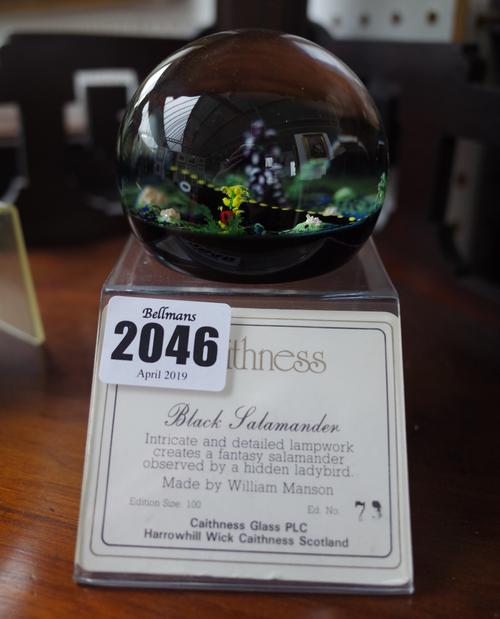 Bellmans
2046
April 2019
ithness
Black Salamander
Intricate and detailed lampwork
creates a fantasy salamander
observed by a hidden ladybird.
Made by William Manson
Edition Size: 100 Ed. No. 73
Caithness Glass PLC
Harrowhill Wick Caithness Scotland